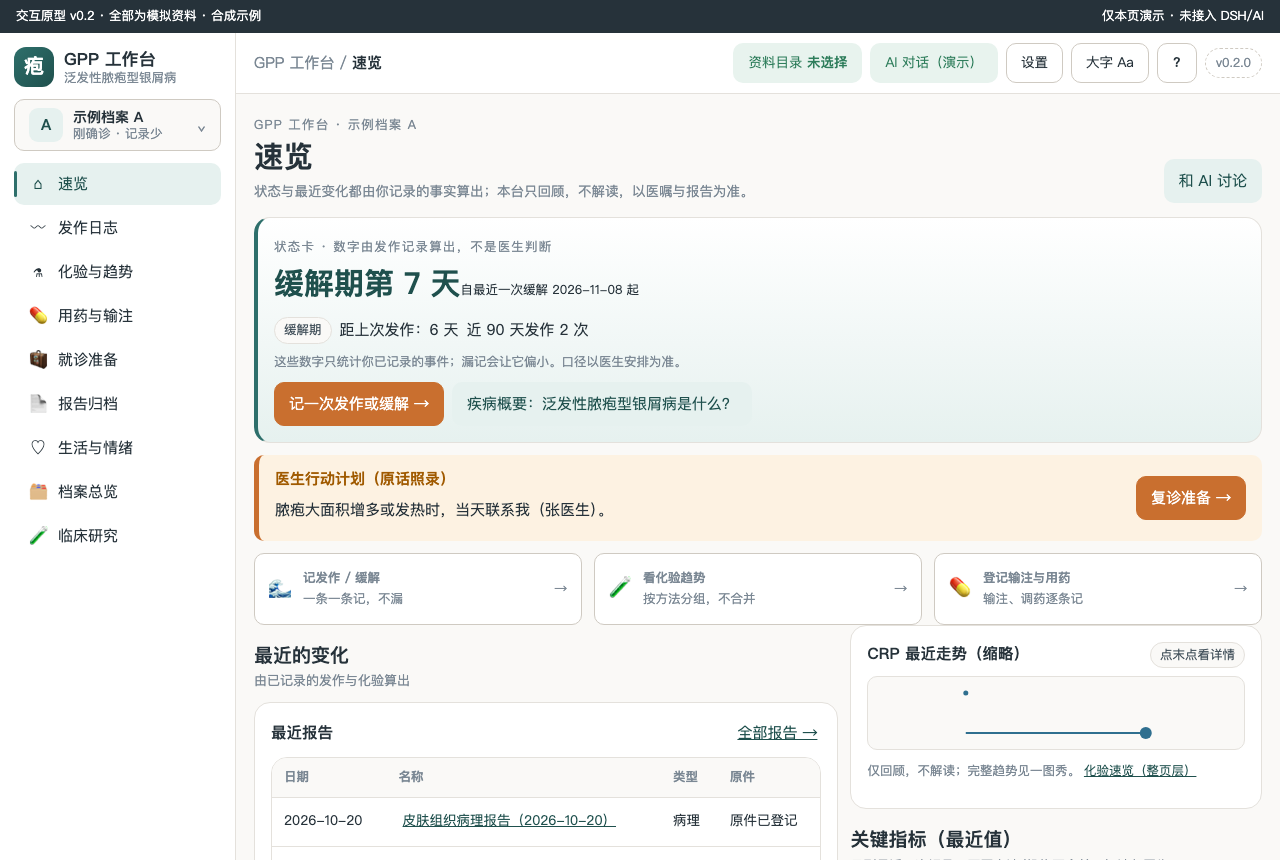 交互原型 v0.2 · 全部为模拟资料 · 合成示例
仅本页演示 · 未接入 DSH/AI
疱
GPP 工作台
泛发性脓疱型银屑病
A
示例档案 A
刚确诊 · 记录少
速览
发作日志
化验与趋势
用药与输注
就诊准备
报告归档
生活与情绪
档案总览
临床研究
GPP 工作台 / 速览
资料目录 未选择
AI 对话（演示）
设置
大字 Aa
?
v0.2.0
GPP 工作台 · 示例档案 A
速览
状态与最近变化都由你记录的事实算出；本台只回顾，不解读，以医嘱与报告为准。
和 AI 讨论
状态卡 · 数字由发作记录算出，不是医生判断
缓解期第 7 天自最近一次缓解 2026-11-08 起
缓解期 距上次发作：6 天 近 90 天发作 2 次
这些数字只统计你已记录的事件；漏记会让它偏小。口径以医生安排为准。
记一次发作或缓解 →
疾病概要：泛发性脓疱型银屑病是什么？
医生行动计划（原话照录）
脓疱大面积增多或发热时，当天联系我（张医生）。
复诊准备 →
记发作 / 缓解
一条一条记，不漏
→
看化验趋势
按方法分组，不合并
→
登记输注与用药
输注、调药逐条记
→
最近的变化
由已记录的发作与化验算出
最近报告
全部报告 →
日期 名称 类型 原件
2026-10-20 皮肤组织病理报告（2026-10-20） 病理 原件已登记
CRP 最近走势（缩略）
点末点看详情
仅回顾，不解读；完整趋势见一图秀。 化验速览（整页层）
关键指标（最近值）